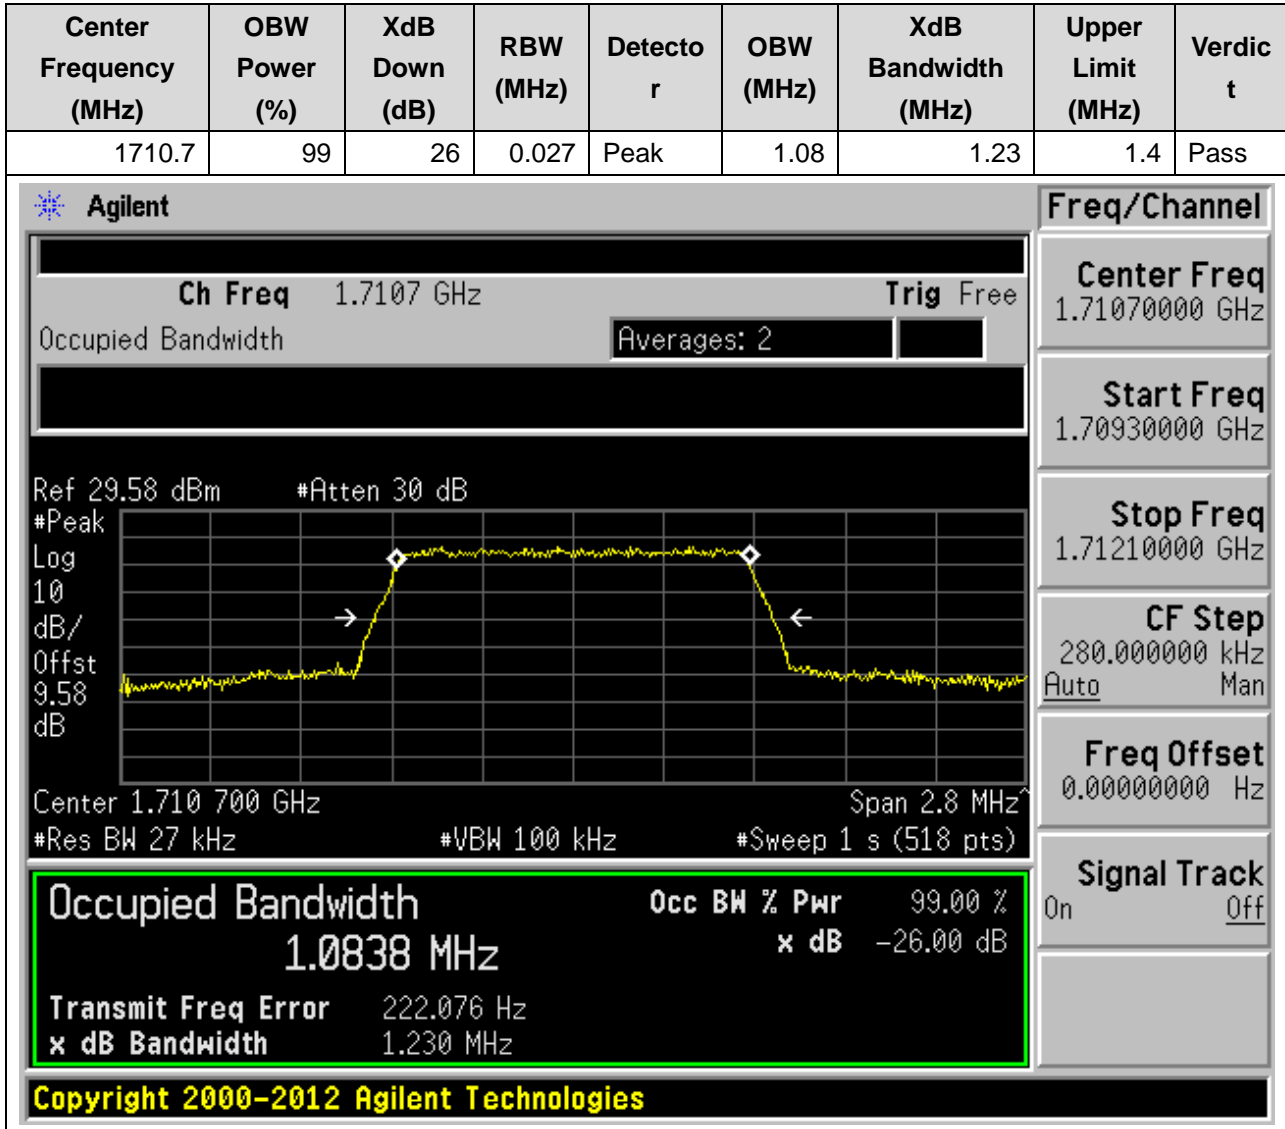 Center Frequency (MHz) OBW Power (%) XdB Down (dB) RBW (MHz) Detecto r OBW (MHz) XdB Bandwidth (MHz) Upper Limit (MHz) Verdic t
1710.7 99 26 0.027 Peak 1.08 1.23 1.4 Pass
Agilent
Freq/Channel
Ch Freq 1.7107 GHz Trig Free
Occupied Bandwidth Averages: 2
Center Freq
1.71070000 GHz
Start Freq
1.70930000 GHz
Stop Freq
1.71210000 GHz
CF Step
280.000000 kHz
Auto Man
Freq Offset
0.00000000 Hz
Signal Track
On Off
Ref 29.58 dBm #Atten 30 dB
#Peak
Log
10
dB/
Offst
9.58
dB
Center 1.710 700 GHz Span 2.8 MHz^
#Res BW 27 kHz #VBW 100 kHz #Sweep 1 s (518 pts)
Occupied Bandwidth Occ BW % Pwr 99.00 %
1.0838 MHz x dB -26.00 dB
Transmit Freq Error 222.076 Hz
x dB Bandwidth 1.230 MHz
Copyright 2000-2012 Agilent Technologies